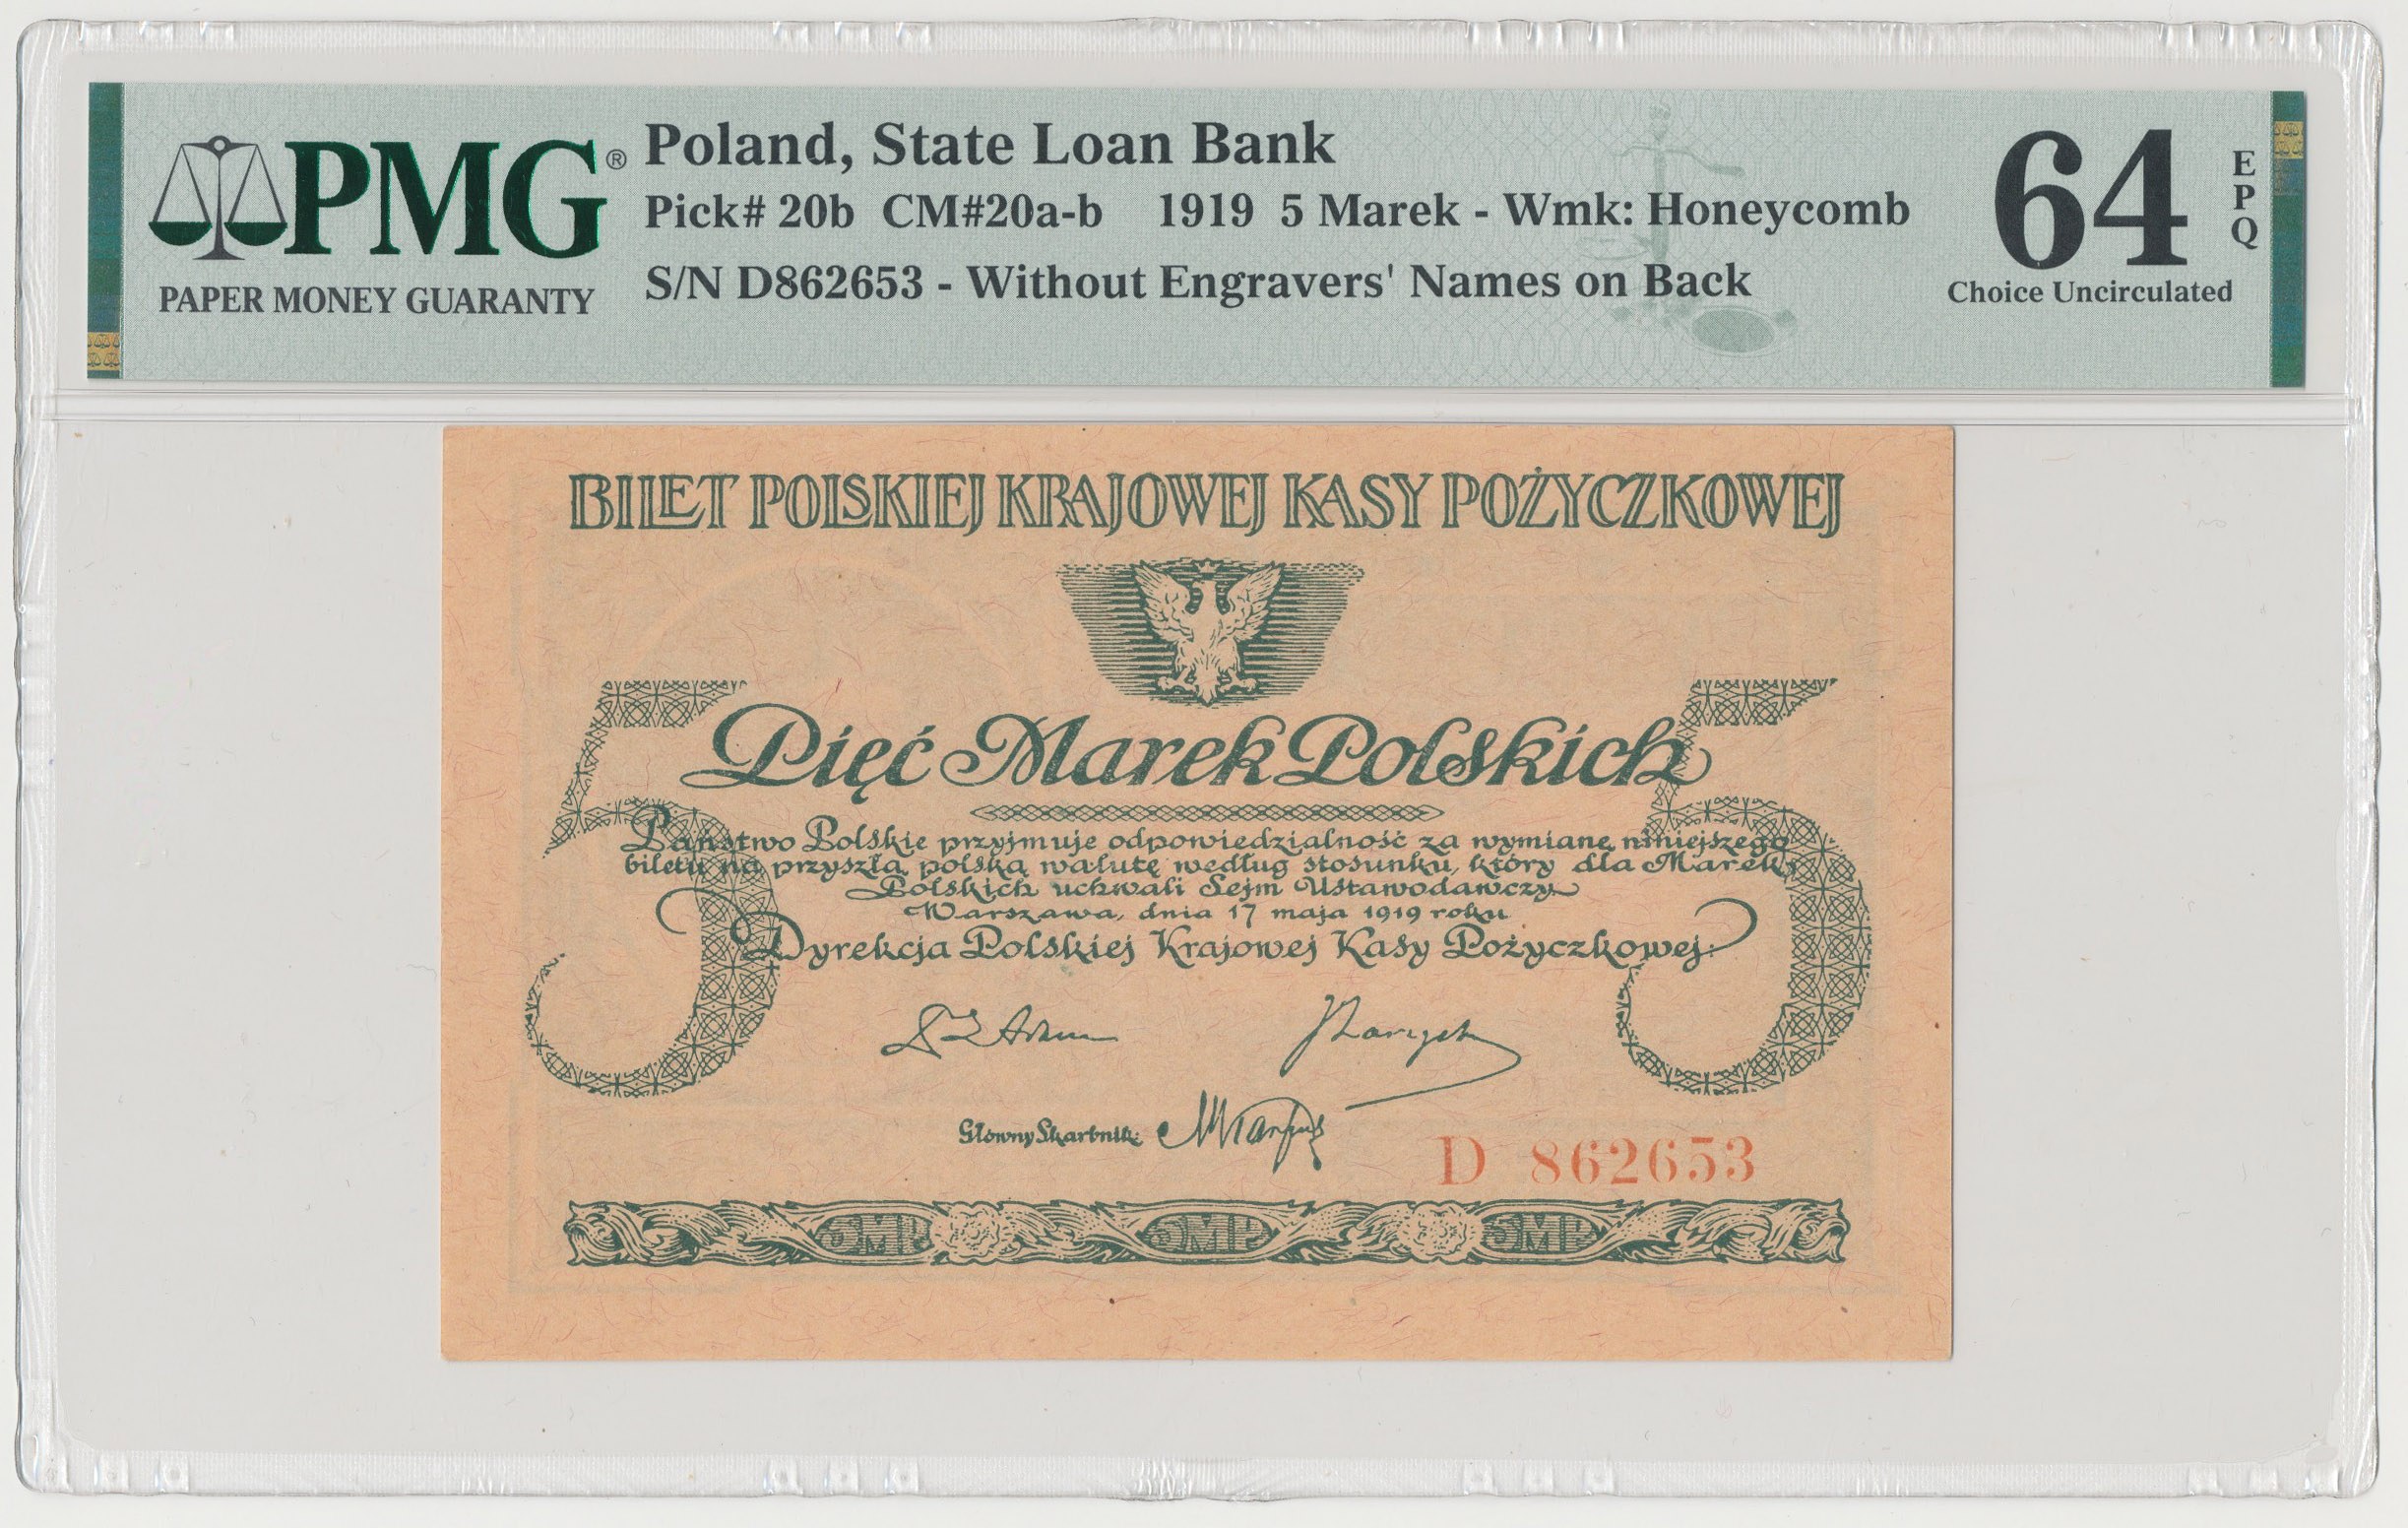 PMG®
PAPER MONEY GUARANTY
Poland, State Loan Bank
Pick# 20b CM#20a-b 1919 5 Marek - Wmk: Honeycomb
S/N D862653 - Without Engravers' Names on Back
64
EPQ
Choice Uncirculated
BILET POLSKIEJ KRAJOWEJ KASY POŻYCZKOWEJ
5 5
Pięć Marek Polskich
Państwo Polskie przyjmuje odpowiedzialność za wymianę niniejszego
biletu na przyszłą polską walutę według stosunku, który dla Marek
Polskich uchwali Sejm Ustawodawczy
Warszawa, dnia 17 maja 1919 roku
Dyrekcja Polskiej Krajowej Kasy Pożyczkowej:
Główny Skarbnik:
D 862653
5MP 5MP 5MP